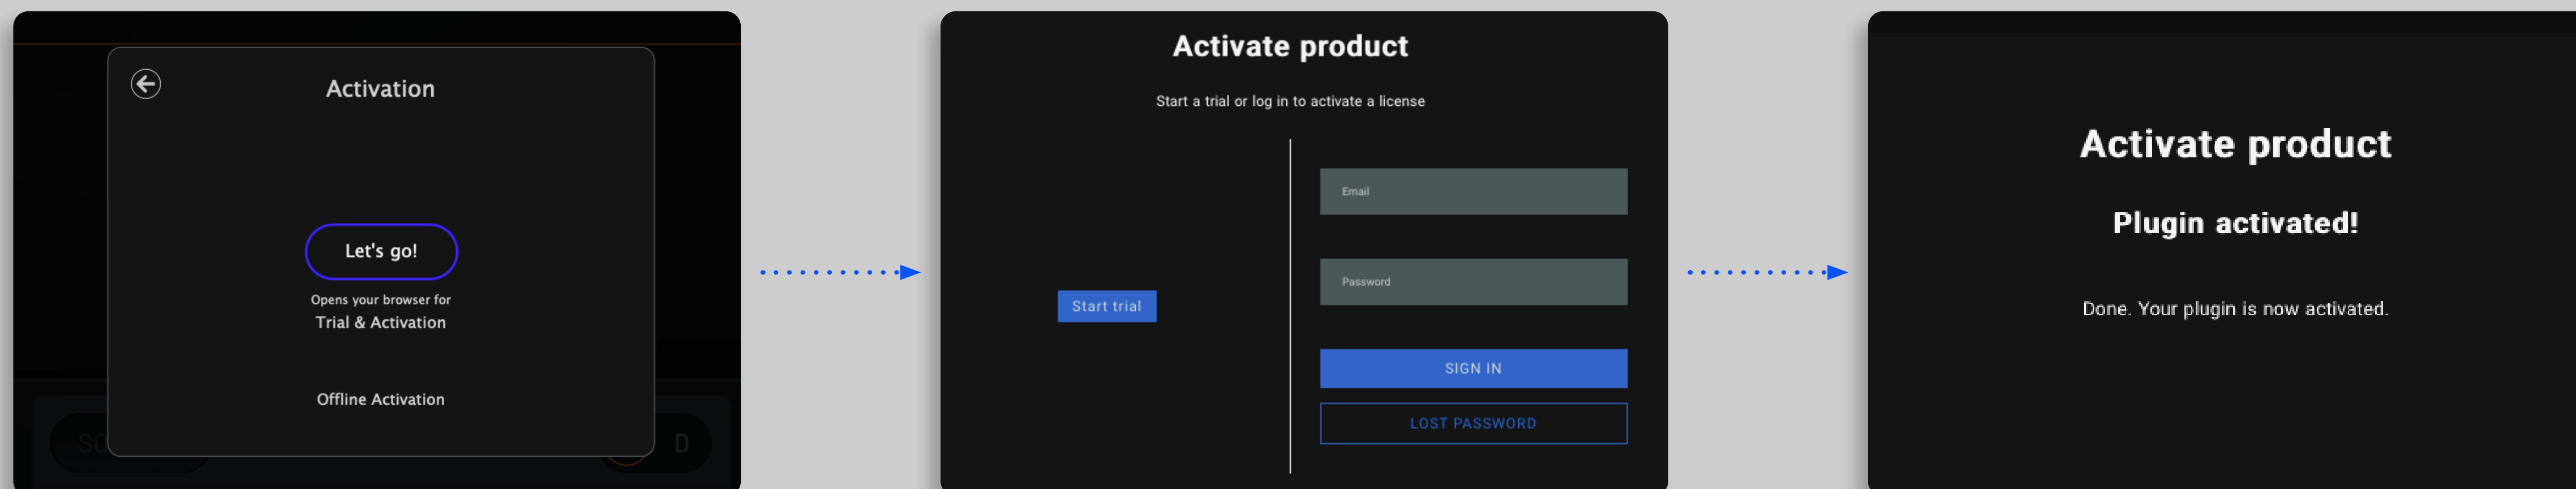 Activation
Let's go!
Opens your browser for
Trial & Activation
Offline Activation
SO
D
Activate product
Start a trial or log in to activate a license
Start trial
Email
Password
SIGN IN
LOST PASSWORD
Activate product
Plugin activated!
Done. Your plugin is now activated.